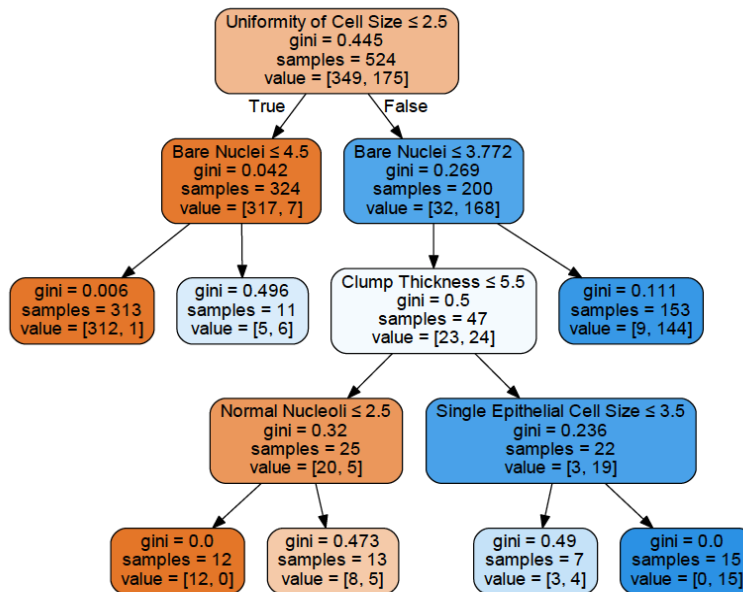 Uniformity of Cell Size ≤ 2.5
gini = 0.445
samples = 524
value = [349, 175]
True
False
Bare Nuclei ≤ 4.5
gini = 0.042
samples = 324
value = [317, 7]
Bare Nuclei ≤ 3.772
gini = 0.269
samples = 200
value = [32, 168]
gini = 0.006
samples = 313
value = [312, 1]
gini = 0.496
samples = 11
value = [5, 6]
Clump Thickness ≤ 5.5
gini = 0.5
samples = 47
value = [23, 24]
gini = 0.111
samples = 153
value = [9, 144]
Normal Nucleoli ≤ 2.5
gini = 0.32
samples = 25
value = [20, 5]
Single Epithelial Cell Size ≤ 3.5
gini = 0.236
samples = 22
value = [3, 19]
gini = 0.0
samples = 12
value = [12, 0]
gini = 0.473
samples = 13
value = [8, 5]
gini = 0.49
samples = 7
value = [3, 4]
gini = 0.0
samples = 15
value = [0, 15]